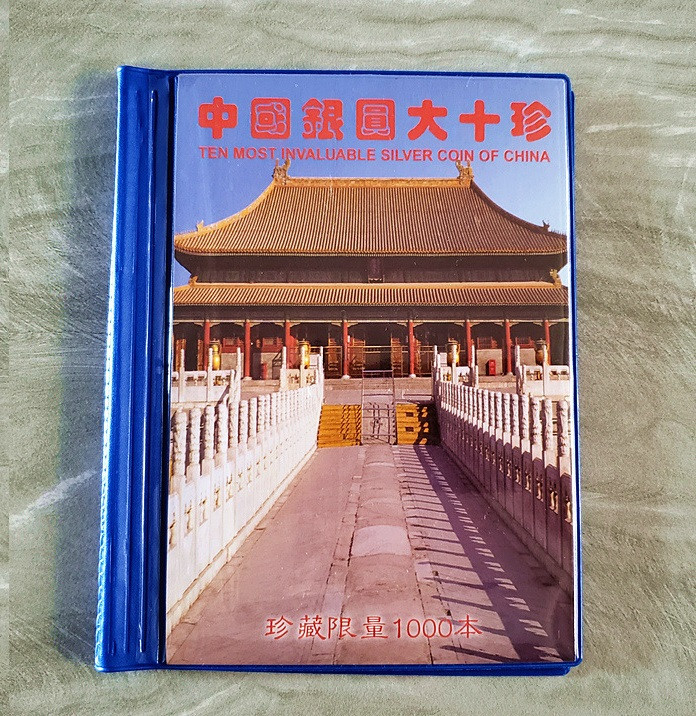 中國銀圓大十珍
TEN MOST INVALUABLE SILVER COIN OF CHINA
珍藏限量1000本